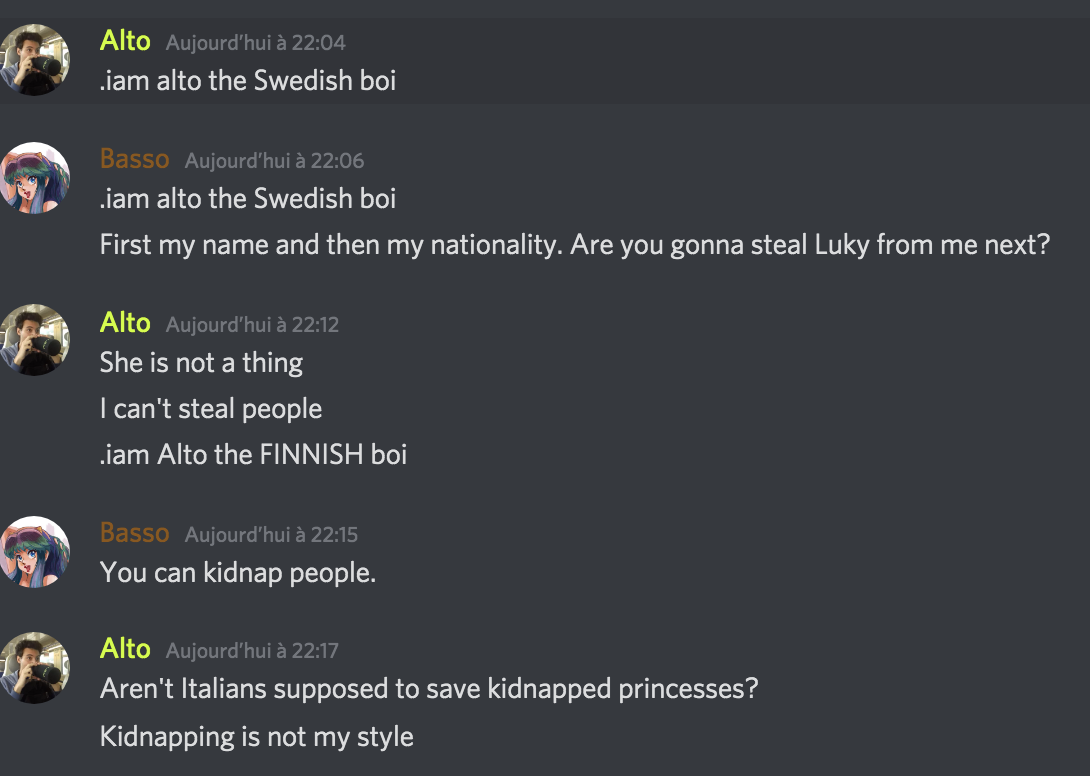 Alto Aujourd’hui à 22:04
.iam alto the Swedish boi
Basso Aujourd’hui à 22:06
.iam alto the Swedish boi
First my name and then my nationality. Are you gonna steal Luky from me next?
Alto Aujourd’hui à 22:12
She is not a thing
I can't steal people
.iam Alto the FINNISH boi
Basso Aujourd’hui à 22:15
You can kidnap people.
Alto Aujourd’hui à 22:17
Aren't Italians supposed to save kidnapped princesses?
Kidnapping is not my style